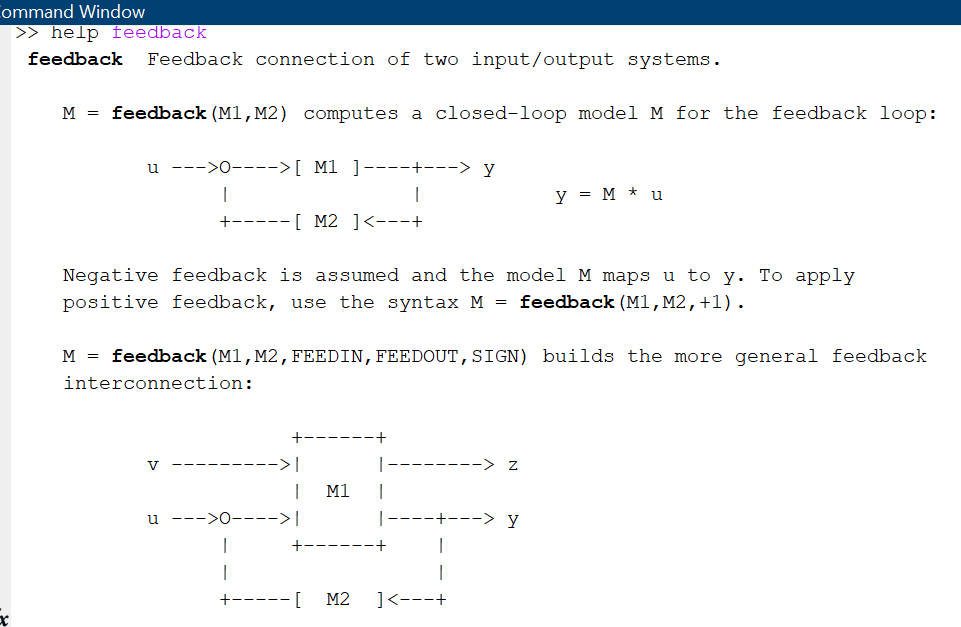 Command Window
>> help feedback
feedback  Feedback connection of two input/output systems.
M = feedback(M1,M2) computes a closed-loop model M for the feedback loop:
u --->O---->[ M1 ]----+---> y
|               |           y = M * u
+-----[ M2 ]<---+
Negative feedback is assumed and the model M maps u to y. To apply
positive feedback, use the syntax M = feedback(M1,M2,+1).
M = feedback(M1,M2,FEEDIN,FEEDOUT,SIGN) builds the more general feedback
interconnection:
+------+
v --------->|      |--------> z
|  M1  |
u --->O---->|      |----+---> y
|     +------+    |
|                 |
+-----[  M2  ]<---+
x